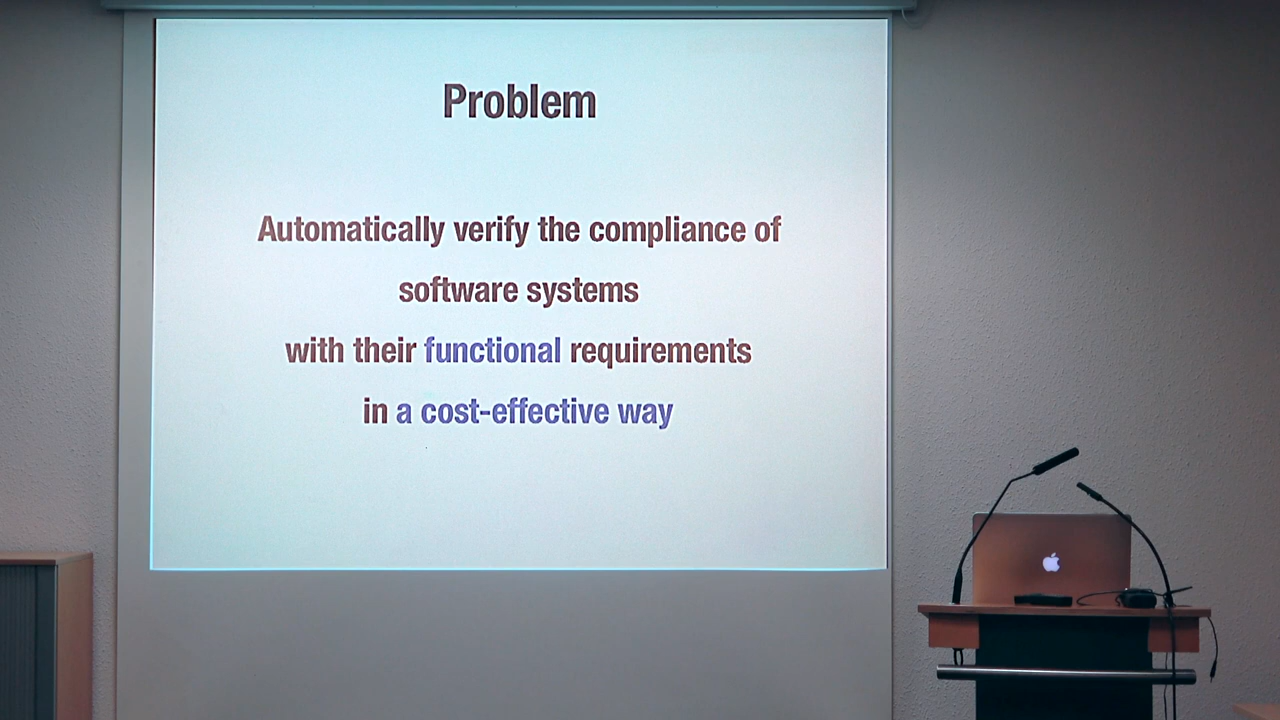 Problem
Automatically verify the compliance of
software systems
with their functional requirements
in a cost-effective way